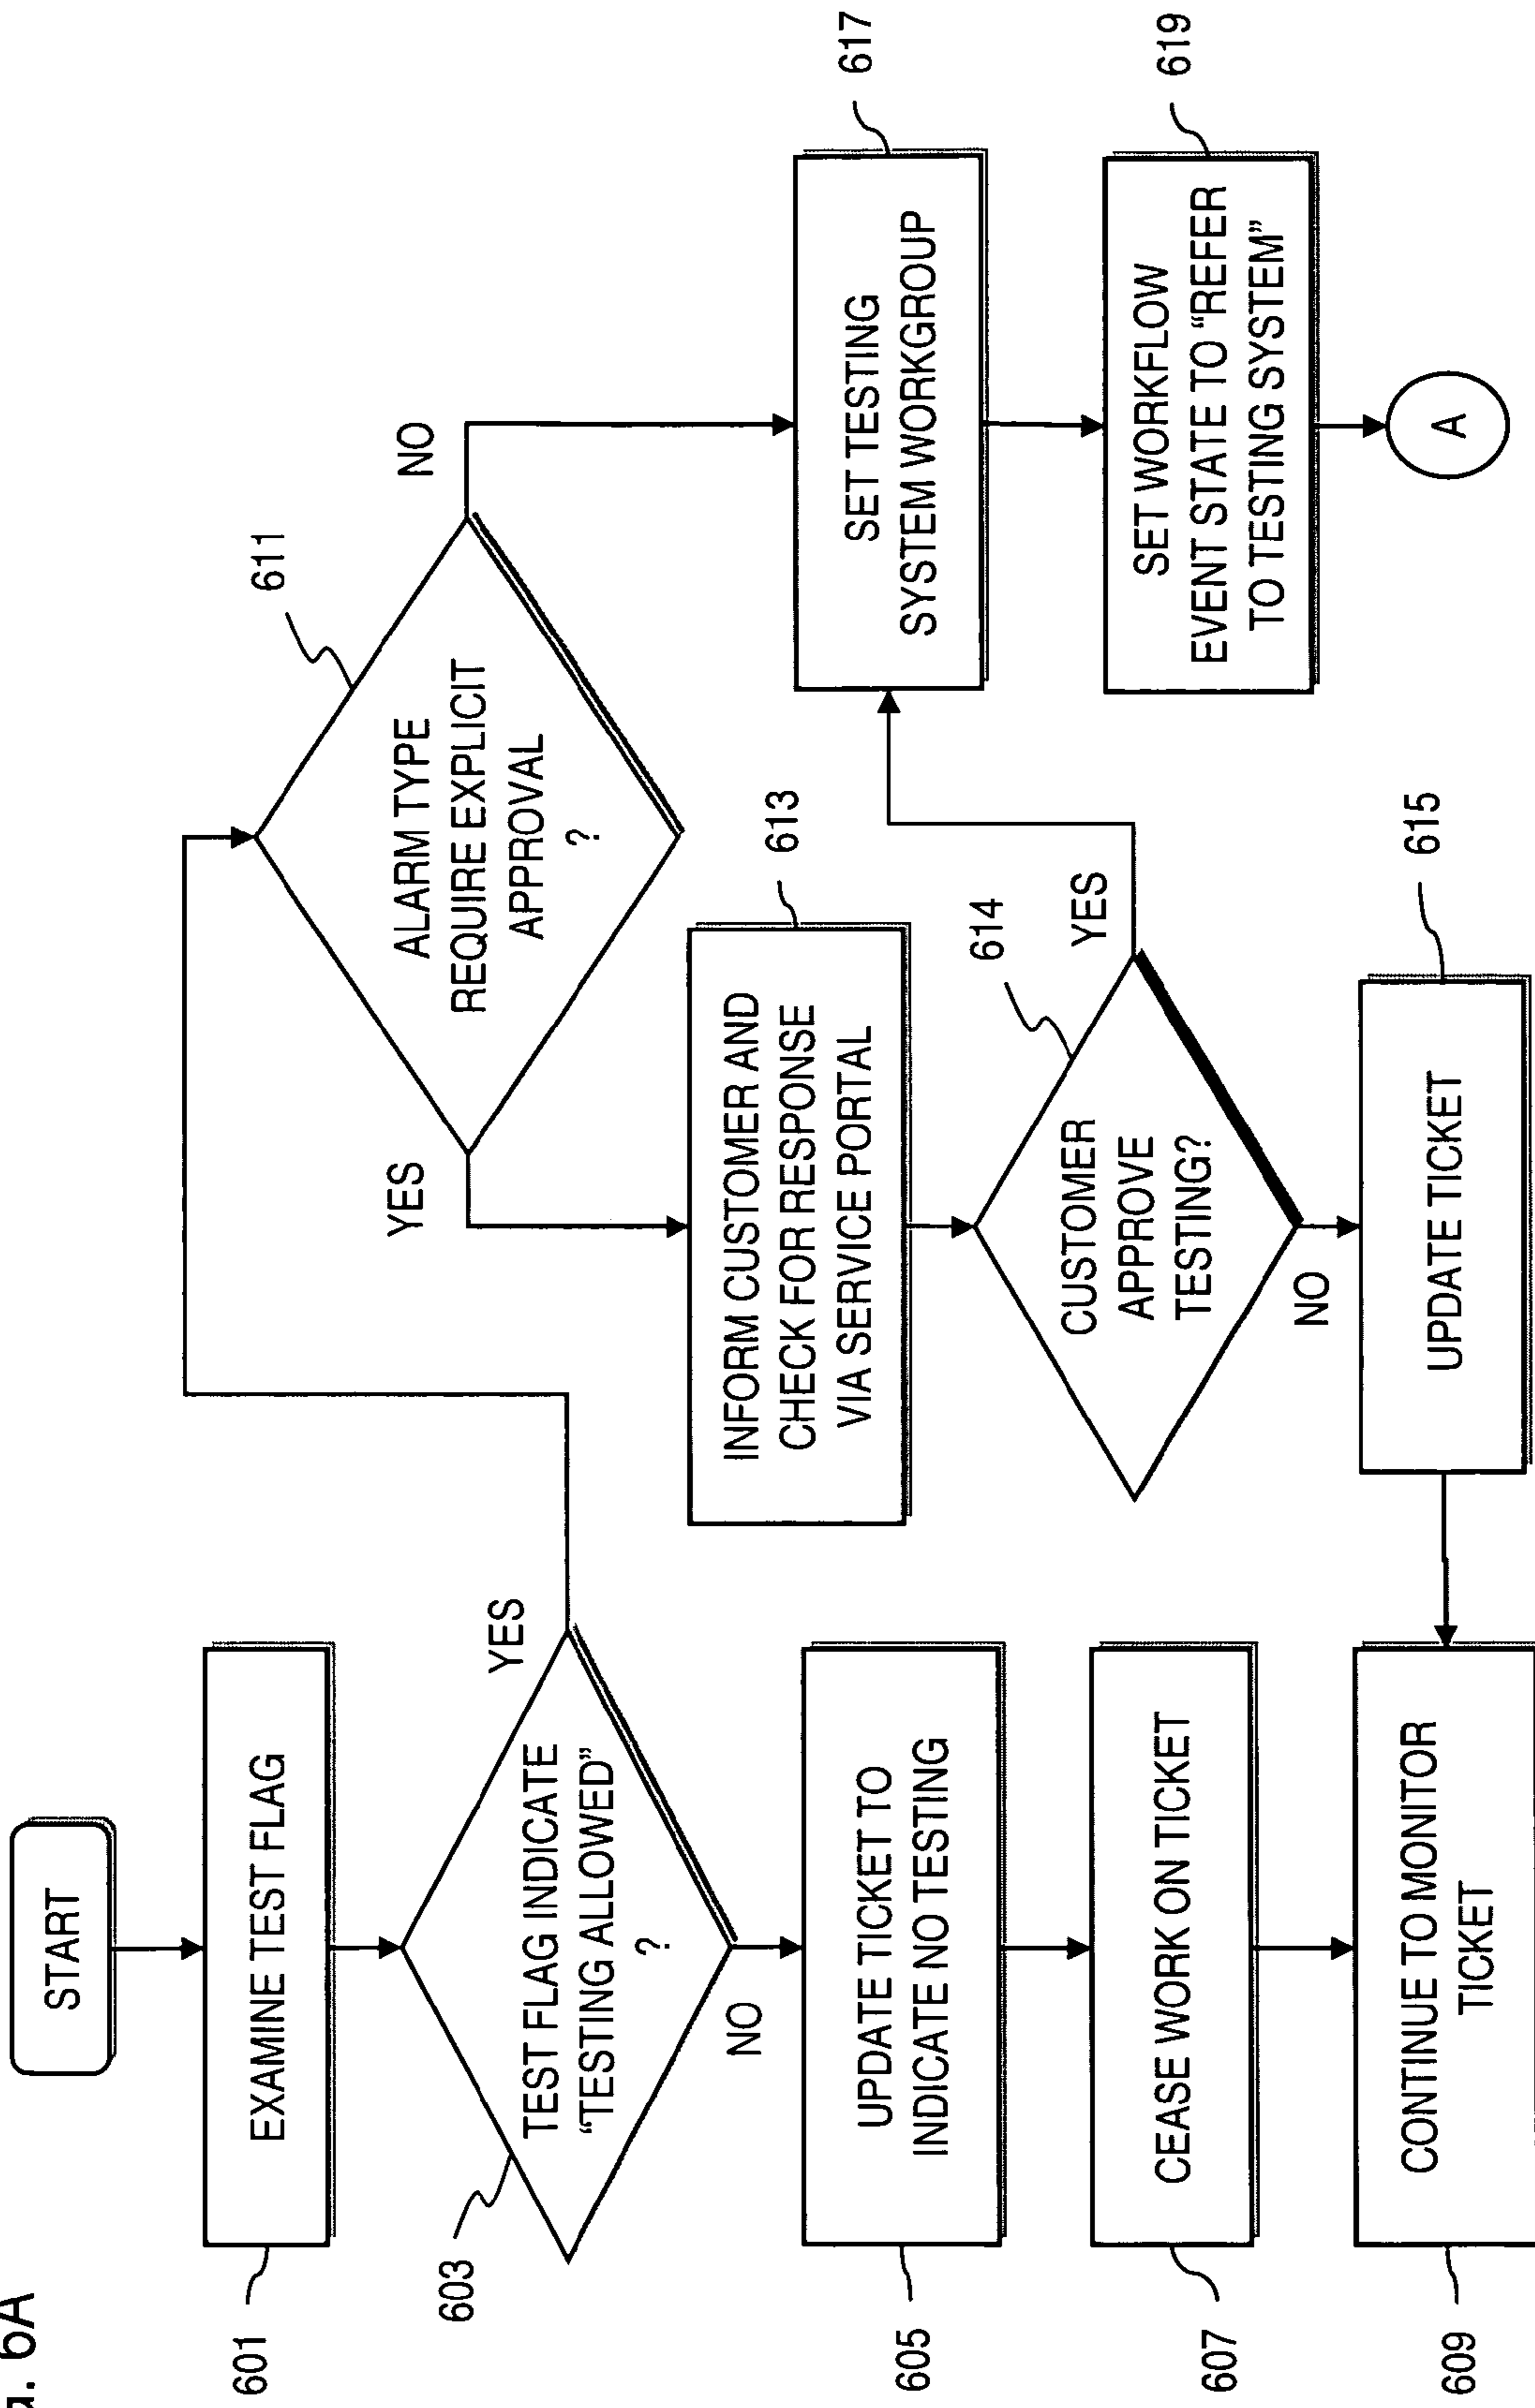 6A
START
EXAMINE TEST FLAG
601
TEST FLAG INDICATE
“TESTING ALLOWED”
?
603
YES
NO
UPDATE TICKET TO
INDICATE NO TESTING
605
CEASE WORK ON TICKET
607
CONTINUE TO MONITOR
TICKET
609
ALARM TYPE
REQUIRE EXPLICIT
APPROVAL
?
611
YES
NO
INFORM CUSTOMER AND
CHECK FOR RESPONSE
VIA SERVICE PORTAL
613
CUSTOMER
APPROVE
TESTING?
614
YES
NO
UPDATE TICKET
615
SET TESTING
SYSTEM WORKGROUP
617
SET WORKFLOW
EVENT STATE TO “REFER
TO TESTING SYSTEM”
619
A